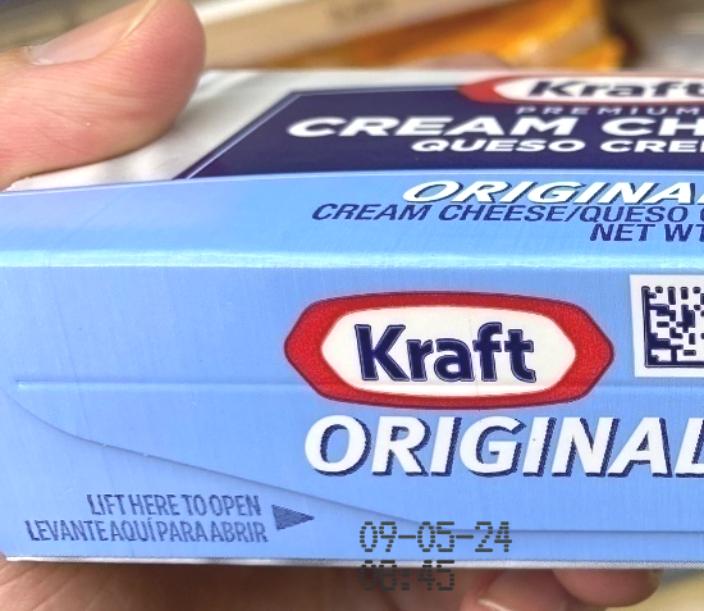 Kraft
PREMIUM
CREAM CH
QUESO CRE
ORIGINAL
CREAM CHEESE/QUESO
NET WT
Kraft
ORIGINAL
LIFT HERE TO OPEN
LEVANTE AQUÍ PARA ABRIR
09-05-24
08:45